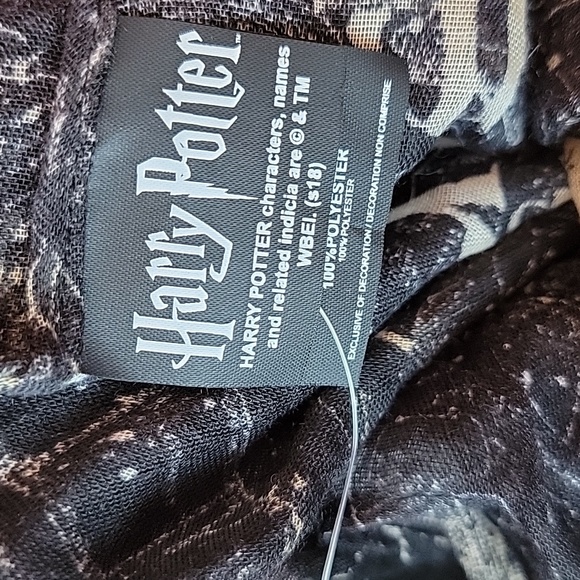 Harry Potter
HARRY POTTER characters, names
and related indicia are © & TM
WBEI. (s18)
100%POLYESTER
100% POLYESTER
EXCLUSIVE OF DECORATION / DECORATION NON COMPRISE